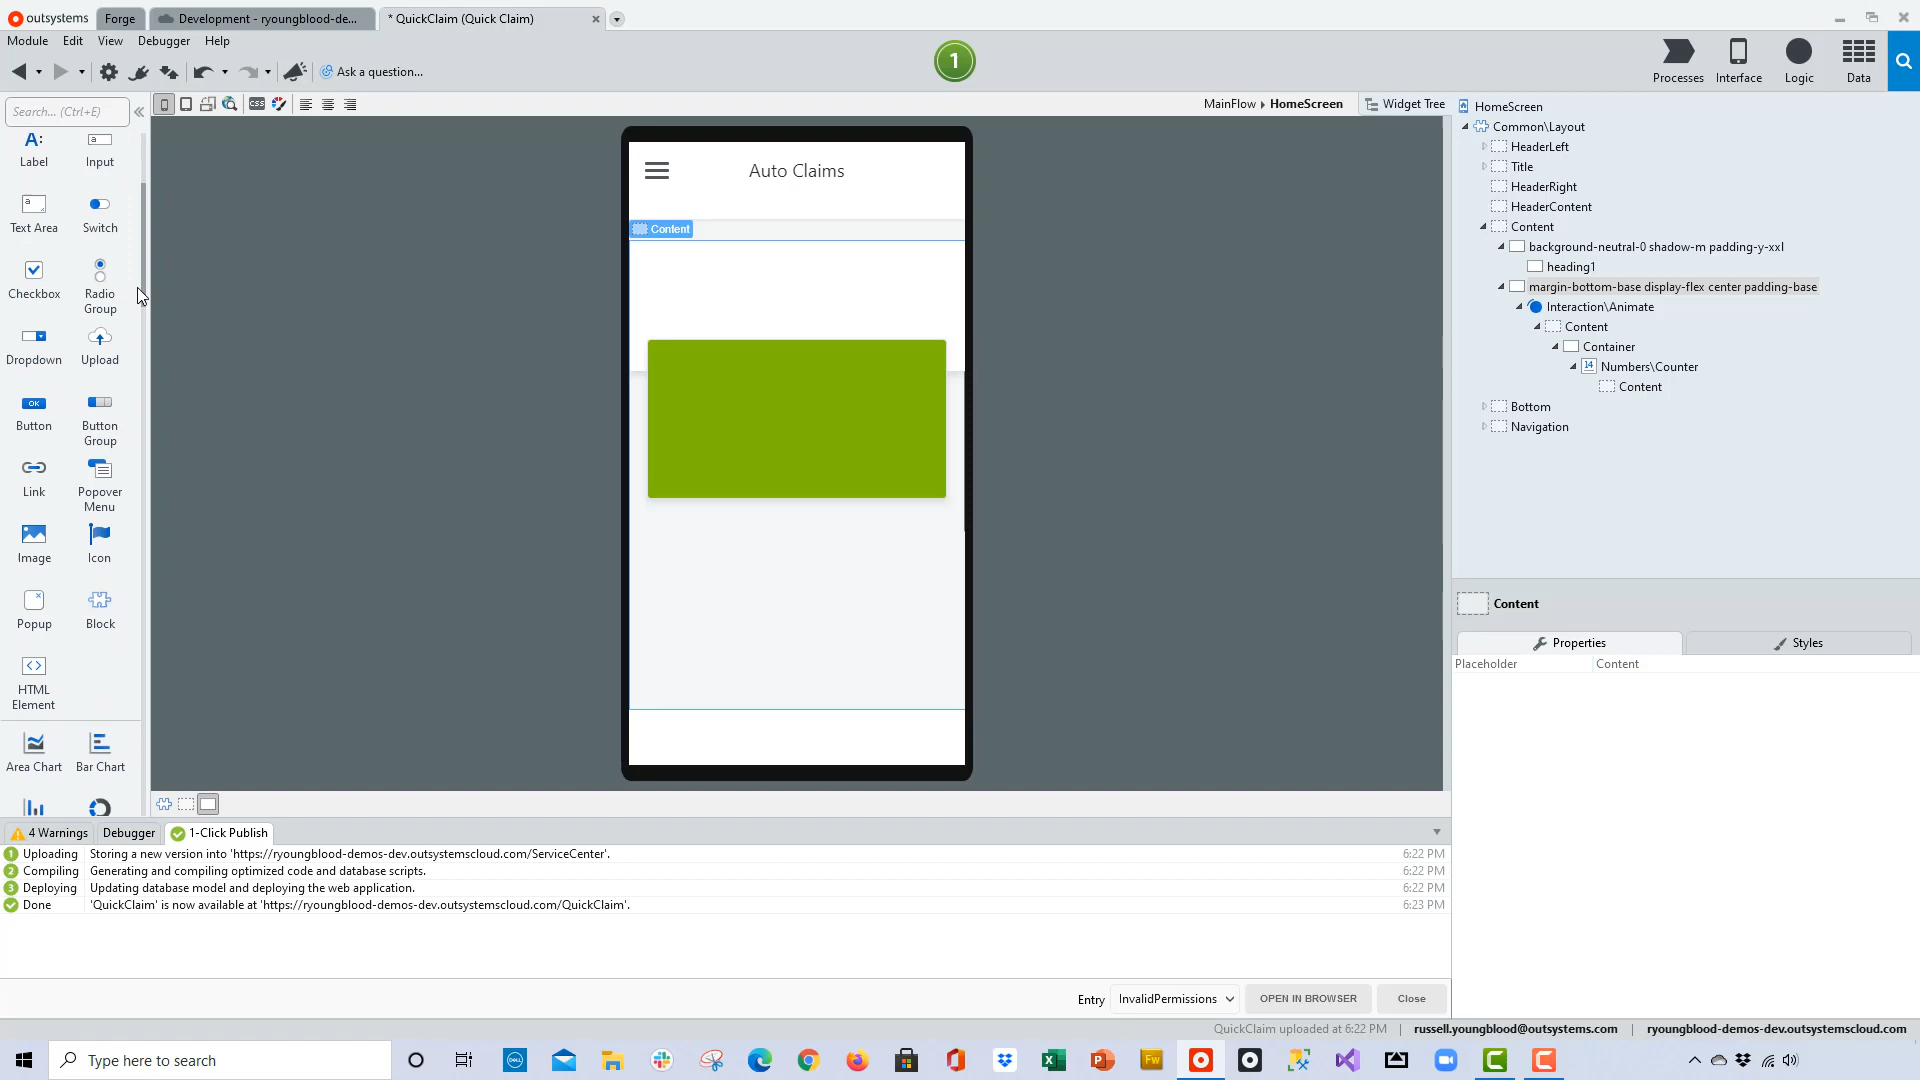 outsystems
Forge
Development - ryoungblood-de...
* QuickClaim (Quick Claim)
Module
Edit
View
Debugger
Help
Ask a question...
1
Processes
Interface
Logic
Data
Search... (Ctrl+E)
CSS
MainFlow
HomeScreen
Widget Tree
A:
a
Label
Input
a
Text Area
Switch
Checkbox
Radio
Group
Dropdown
Upload
OK
Button
Button
Group
Link
Popover
Menu
Image
Icon
Popup
Block
HTML
Element
Area Chart
Bar Chart
Auto Claims
Content
HomeScreen
Common\Layout
HeaderLeft
Title
HeaderRight
HeaderContent
Content
background-neutral-0 shadow-m padding-y-xxl
heading1
margin-bottom-base display-flex center padding-base
Interaction\Animate
Content
Container
14
Numbers\Counter
Content
Bottom
Navigation
Content
Properties
Styles
Placeholder
Content
4 Warnings
Debugger
1-Click Publish
1 Uploading Storing a new version into 'https://ryoungblood-demos-dev.outsystemscloud.com/ServiceCenter'. 6:22 PM
2 Compiling Generating and compiling optimized code and database scripts. 6:22 PM
3 Deploying Updating database model and deploying the web application. 6:22 PM
Done 'QuickClaim' is now available at 'https://ryoungblood-demos-dev.outsystemscloud.com/QuickClaim'. 6:23 PM
Entry
InvalidPermissions
OPEN IN BROWSER
Close
QuickClaim uploaded at 6:22 PM
russell.youngblood@outsystems.com
ryoungblood-demos-dev.outsystemscloud.com
Type here to search
DELL
Fw